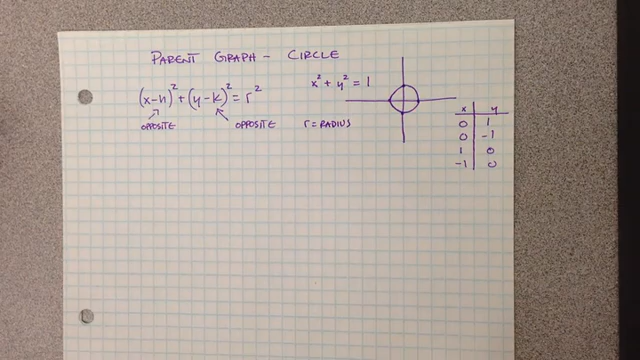 PARENT GRAPH - CIRCLE
(x-h)² + (y-k)² = r²
x² + y² = 1
OPPOSITE OPPOSITE r = RADIUS
x y
0 1
0 -1
1 0
-1 0